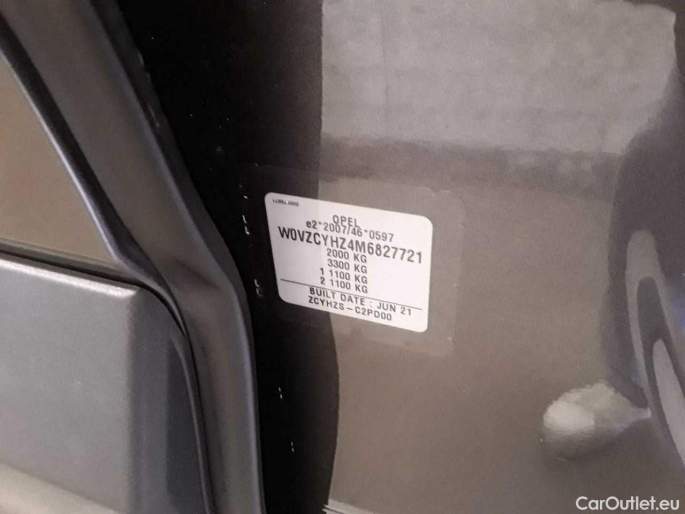 OPEL
e2*2007/46*0597
W0VZCYHZ4M6827721
2000 KG
3300 KG
1 1100 KG
2 1100 KG
BUILT DATE : JUN 21
ZCYHZS-C2PD00
CarOutlet.eu